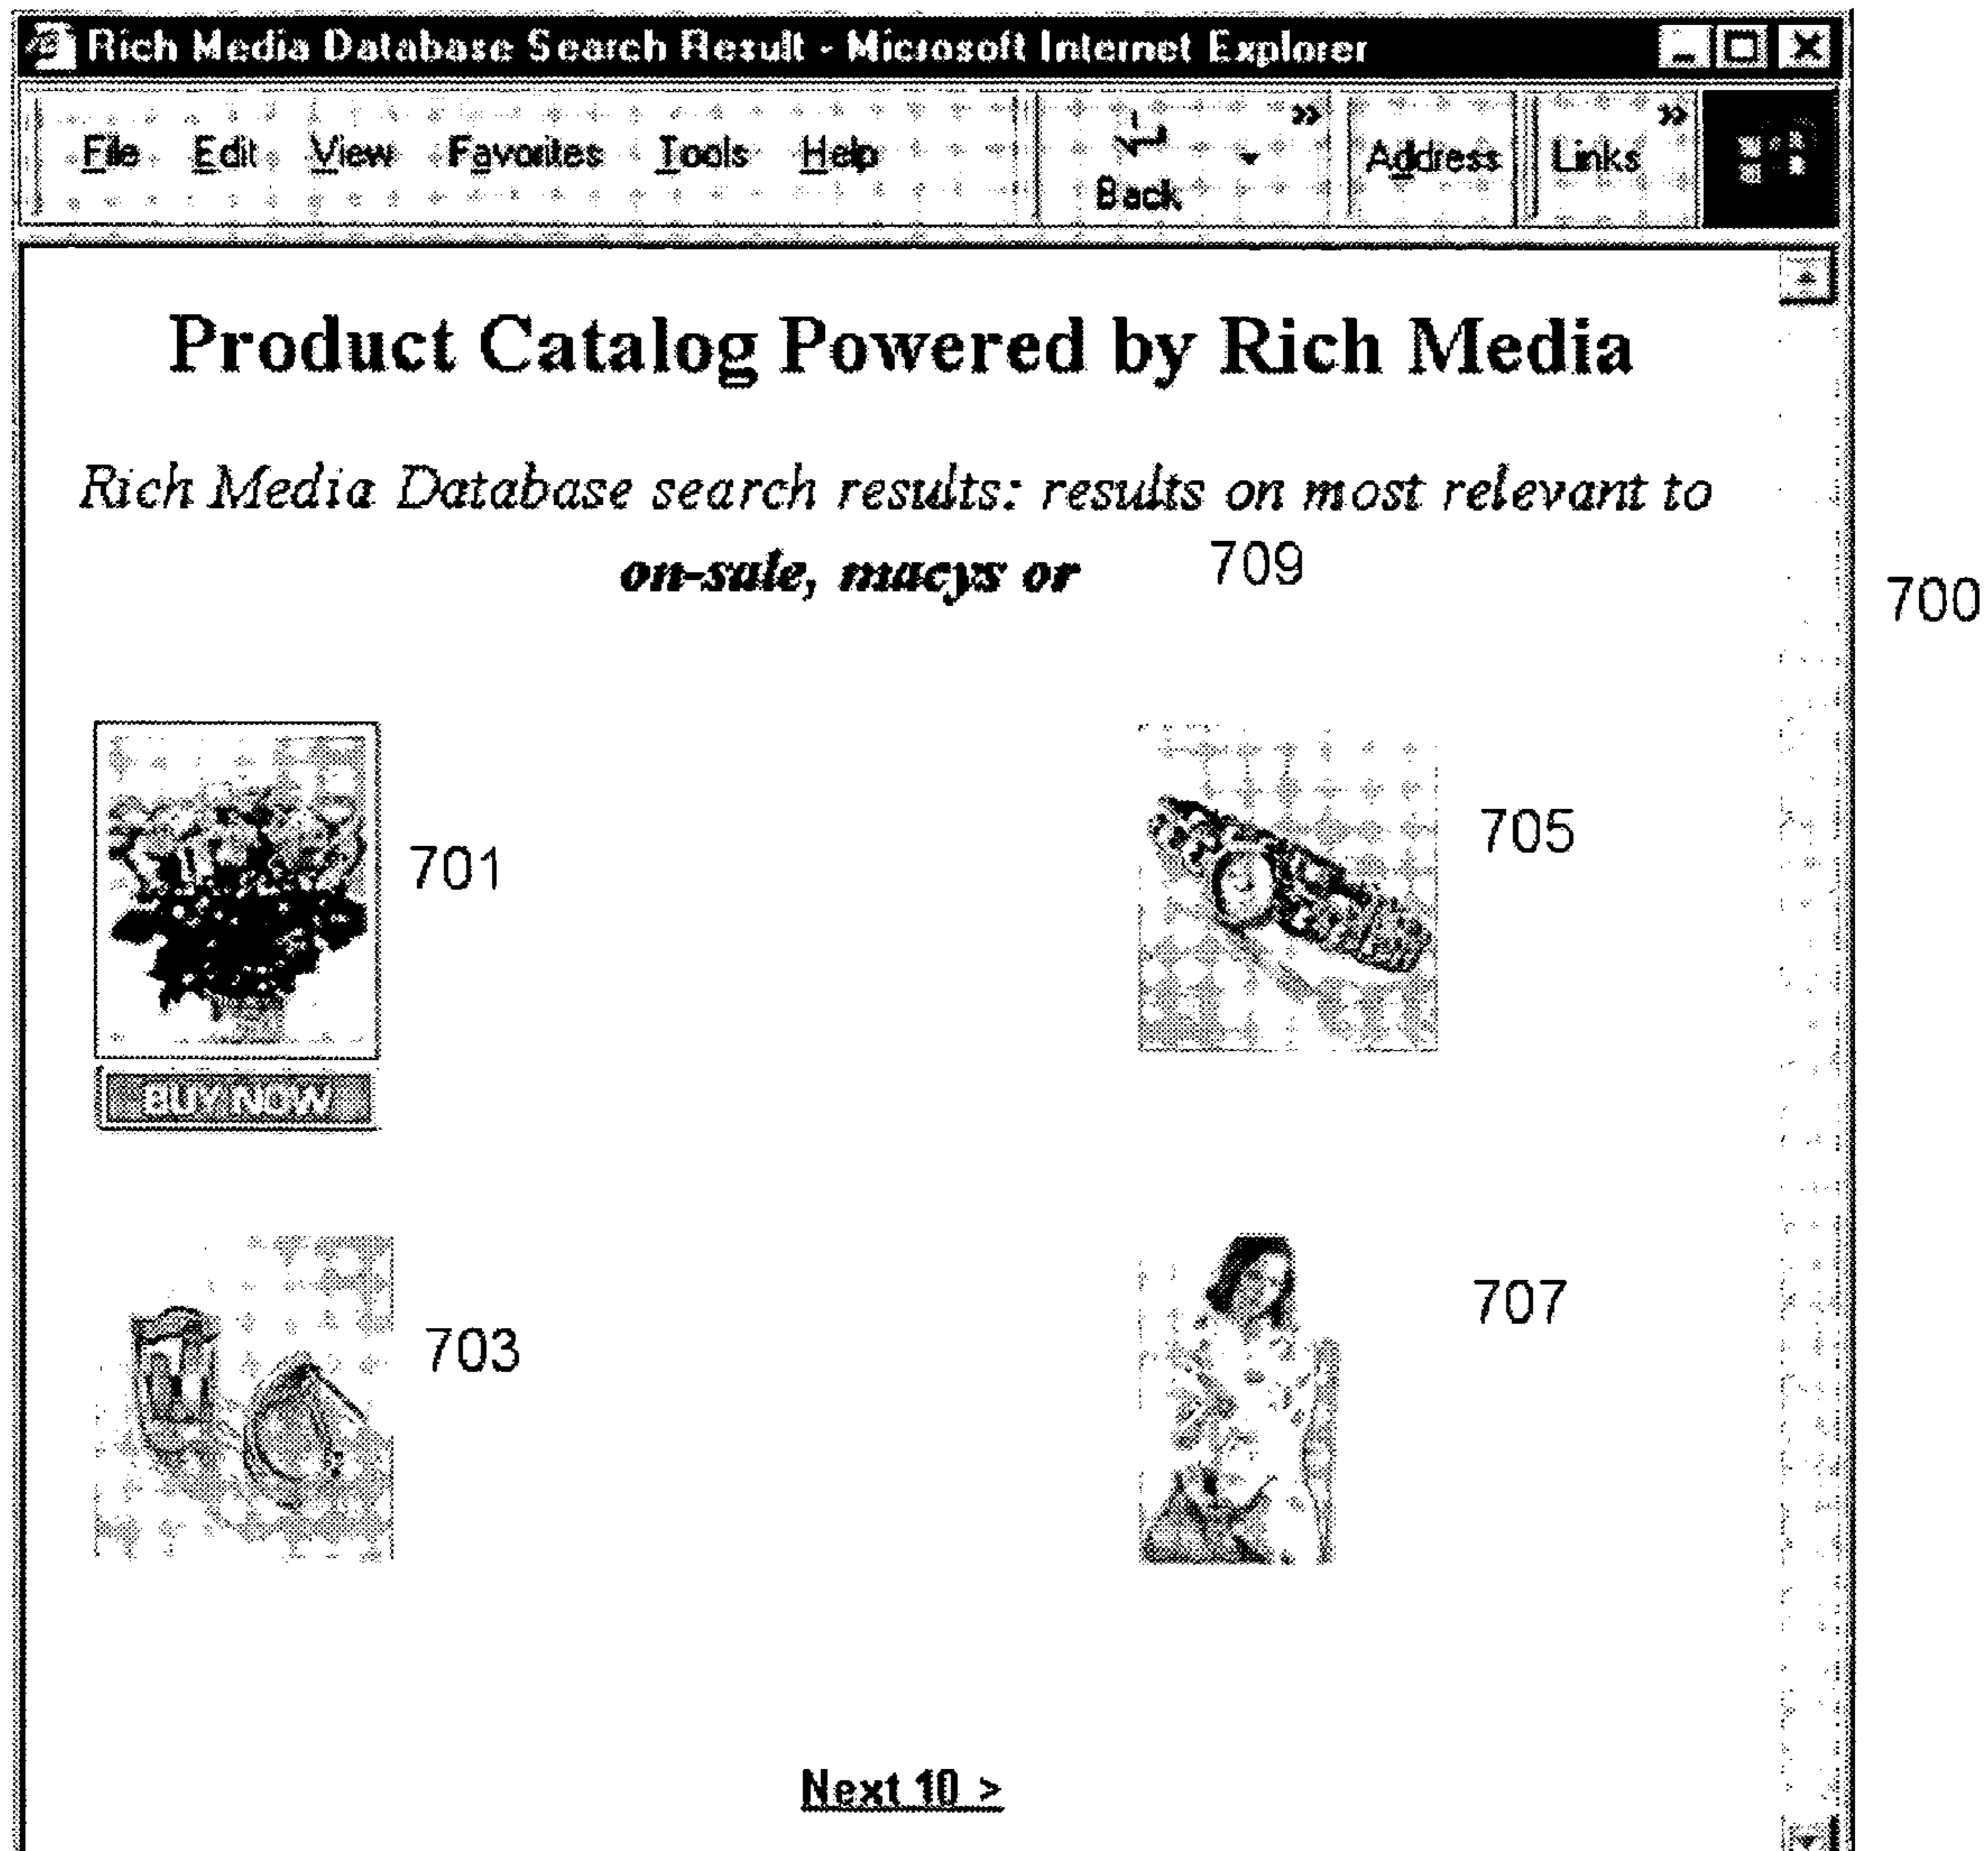 Rich Media Database Search Result - Microsoft Internet Explorer
File Edit View Favorites Tools Help Back » Address Links »
Product Catalog Powered by Rich Media
Rich Media Database search results: results on most relevant to
on-sale, macys or 709
700
701
705
BUY NOW
703
707
Next 10 >